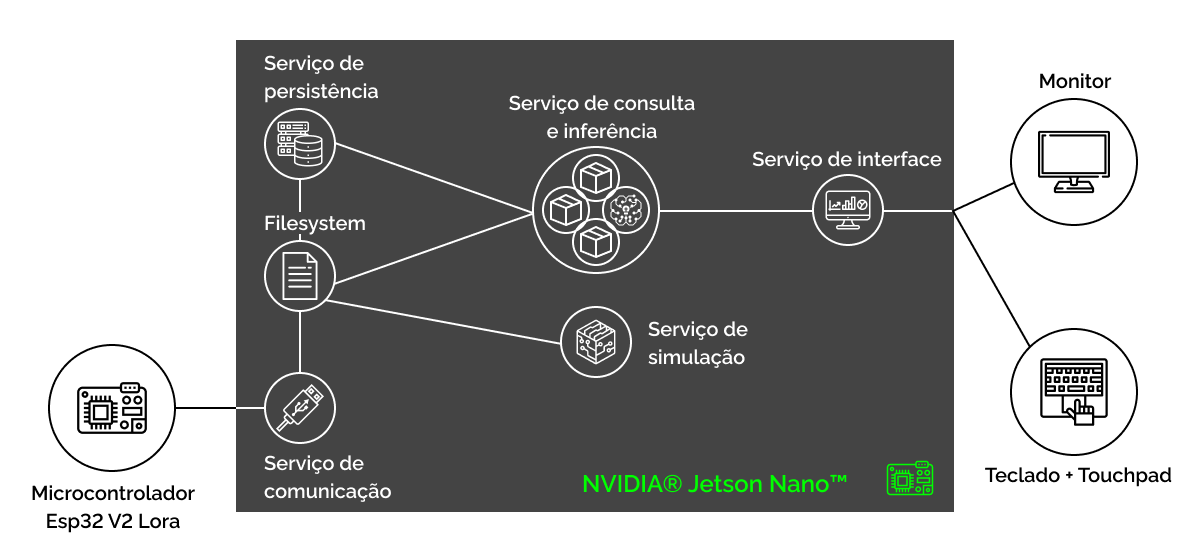 Serviço de
persistência
Serviço de consulta
e inferência
Monitor
Serviço de interface
Filesystem
Serviço de
simulação
Serviço de
comunicação
NVIDIA® Jetson Nano™
Microcontrolador
Esp32 V2 Lora
Teclado + Touchpad